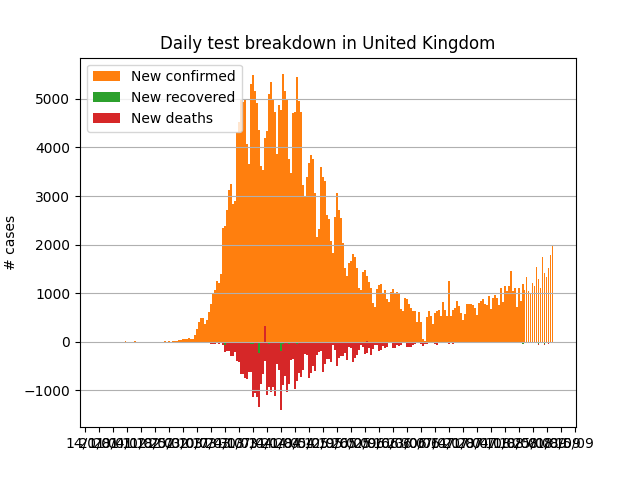 Daily test breakdown in United Kingdom
New confirmed
New recovered
New deaths
5000
4000
3000
2000
1000
0
−1000
# cases